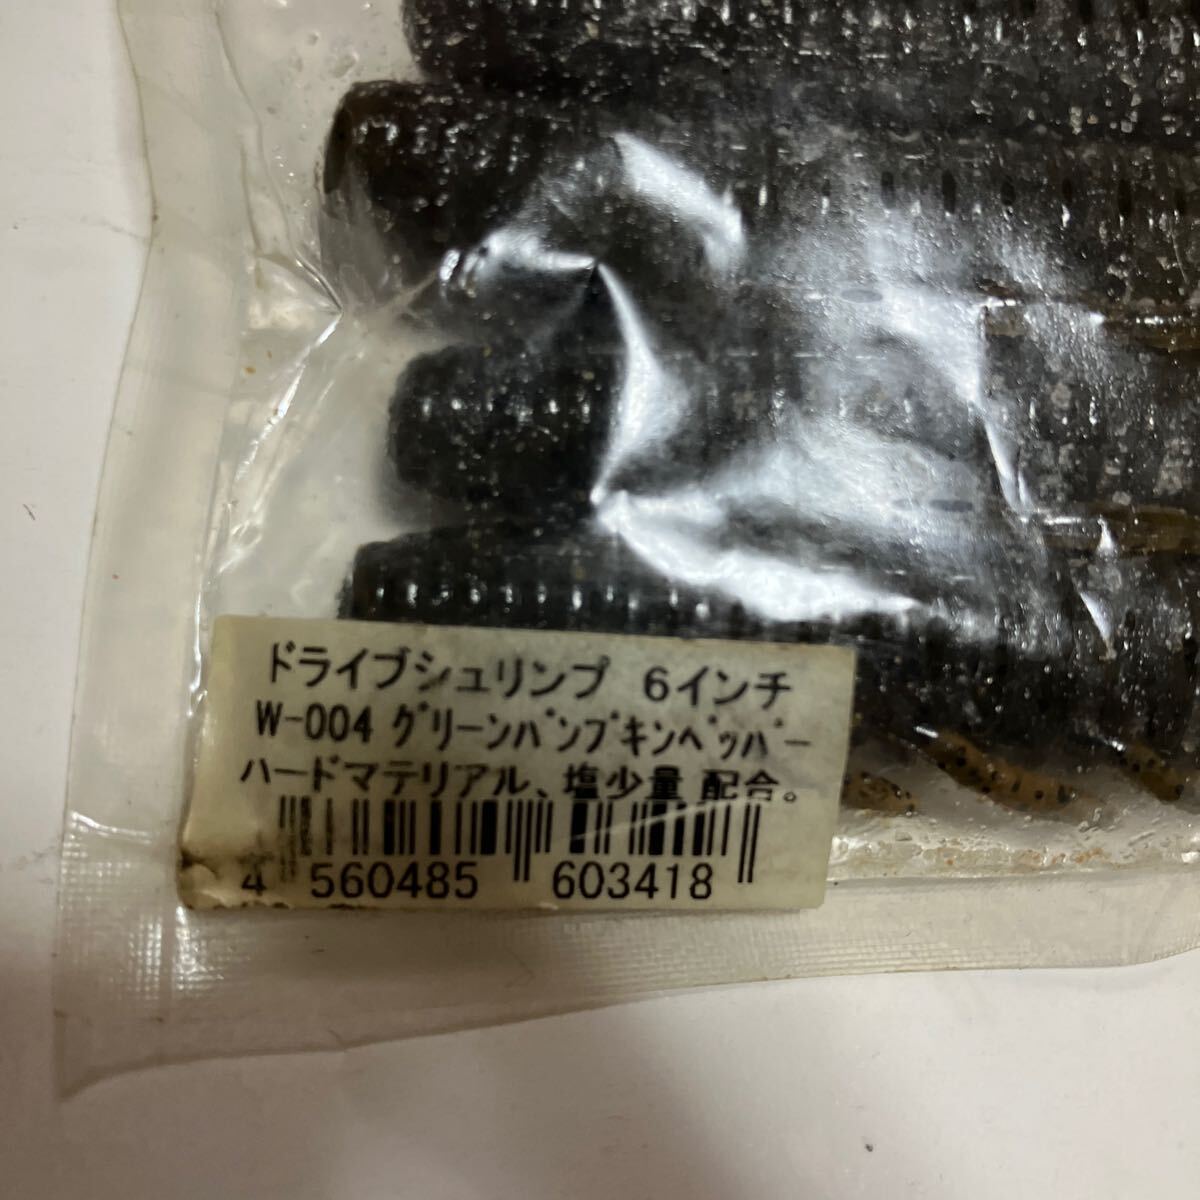 ドライブシュリンプ 6インチ
W-004 ｸﾞﾘｰﾝﾊﾟﾝﾌﾟｷﾝﾍﾟｯﾊﾟｰ
ハードマテリアル、塩少量 配合。
4 560485 603418